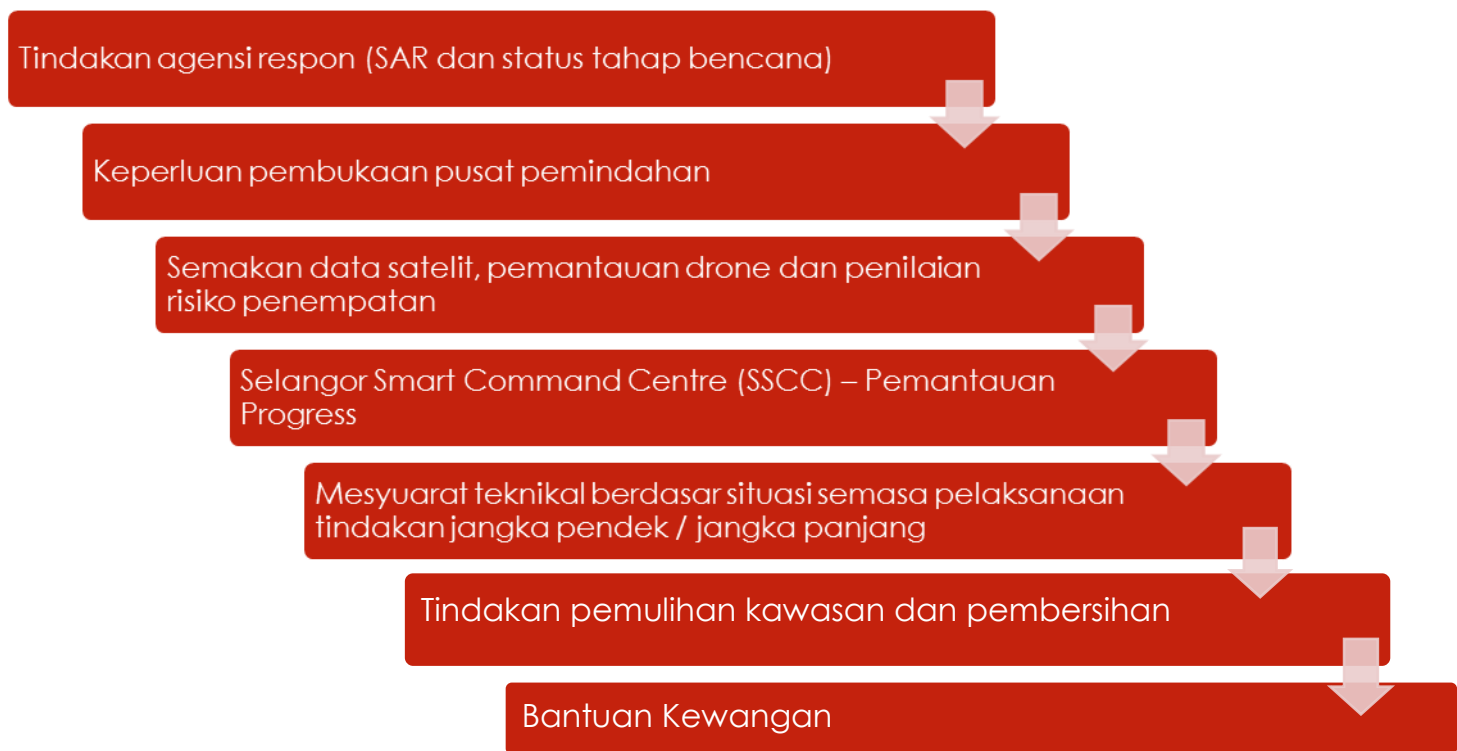 Tindakan agensi respon (SAR dan status tahap bencana)
Keperluan pembukaan pusat pemindahan
Semakan data satelit, pemantauan drone dan penilaian
risiko penempatan
Selangor Smart Command Centre (SSCC) – Pemantauan
Progress
Mesyuarat teknikal berdasar situasi semasa pelaksanaan
tindakan jangka pendek / jangka panjang
Tindakan pemulihan kawasan dan pembersihan
Bantuan Kewangan